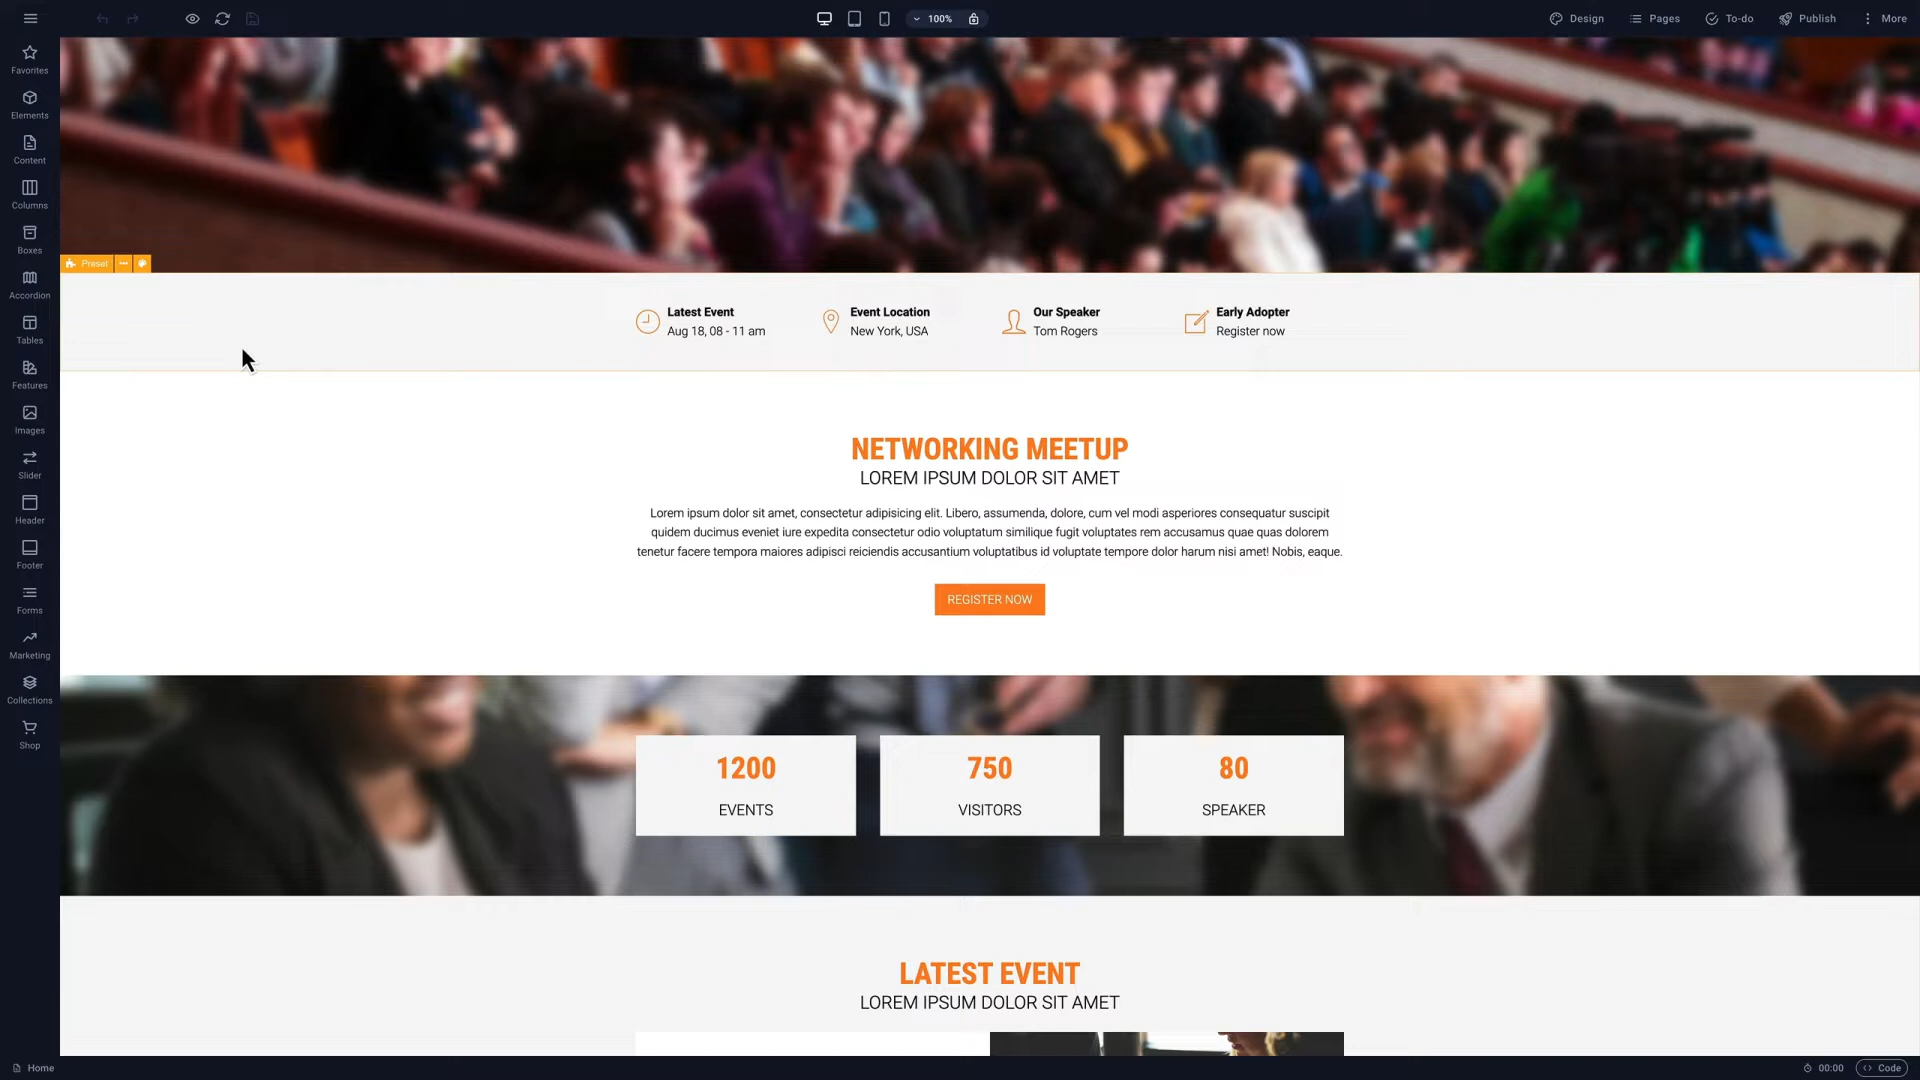 100%
Design
Pages
To-do
Publish
More
Favorites
Elements
Content
Columns
Boxes
Accordion
Tables
Features
Images
Slider
Header
Footer
Forms
Marketing
Collections
Shop
Preset
Latest Event
Aug 18, 08 - 11 am
Event Location
New York, USA
Our Speaker
Tom Rogers
Early Adopter
Register now
NETWORKING MEETUP
LOREM IPSUM DOLOR SIT AMET
Lorem ipsum dolor sit amet, consectetur adipisicing elit. Libero, assumenda, dolore, cum vel modi asperiores consequatur suscipit
quidem ducimus eveniet iure expedita consectetur odio voluptatum similique fugit voluptates rem accusamus quae quas dolorem
tenetur facere tempora maiores adipisci reiciendis accusantium voluptatibus id voluptate tempore dolor harum nisi amet! Nobis, eaque.
REGISTER NOW
1200
EVENTS
750
VISITORS
80
SPEAKER
LATEST EVENT
LOREM IPSUM DOLOR SIT AMET
Home
00:00
Code